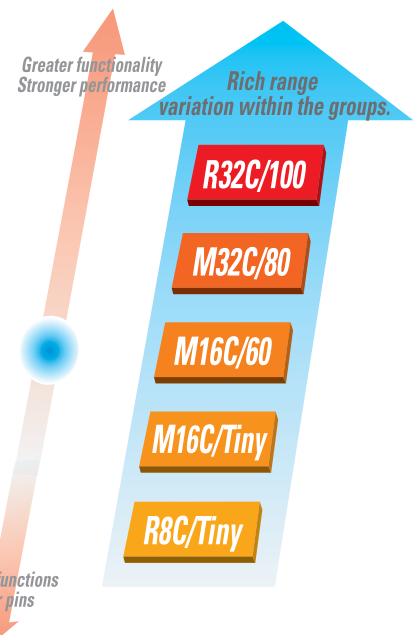 Greater functionality
Stronger performance
Rich range
variation within the groups.
R32C/100
M32C/80
M16C/60
M16C/Tiny
R8C/Tiny
pins